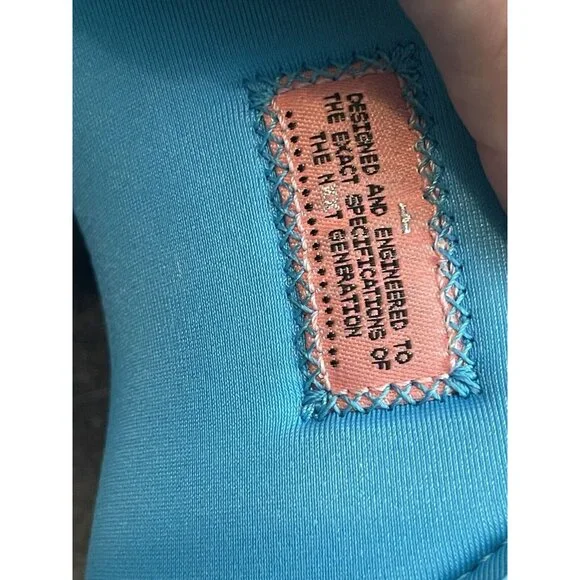 DESIGNED AND ENGINEERED TO
THE EXACT SPECIFICATIONS OF
THE NEXT GENERATION